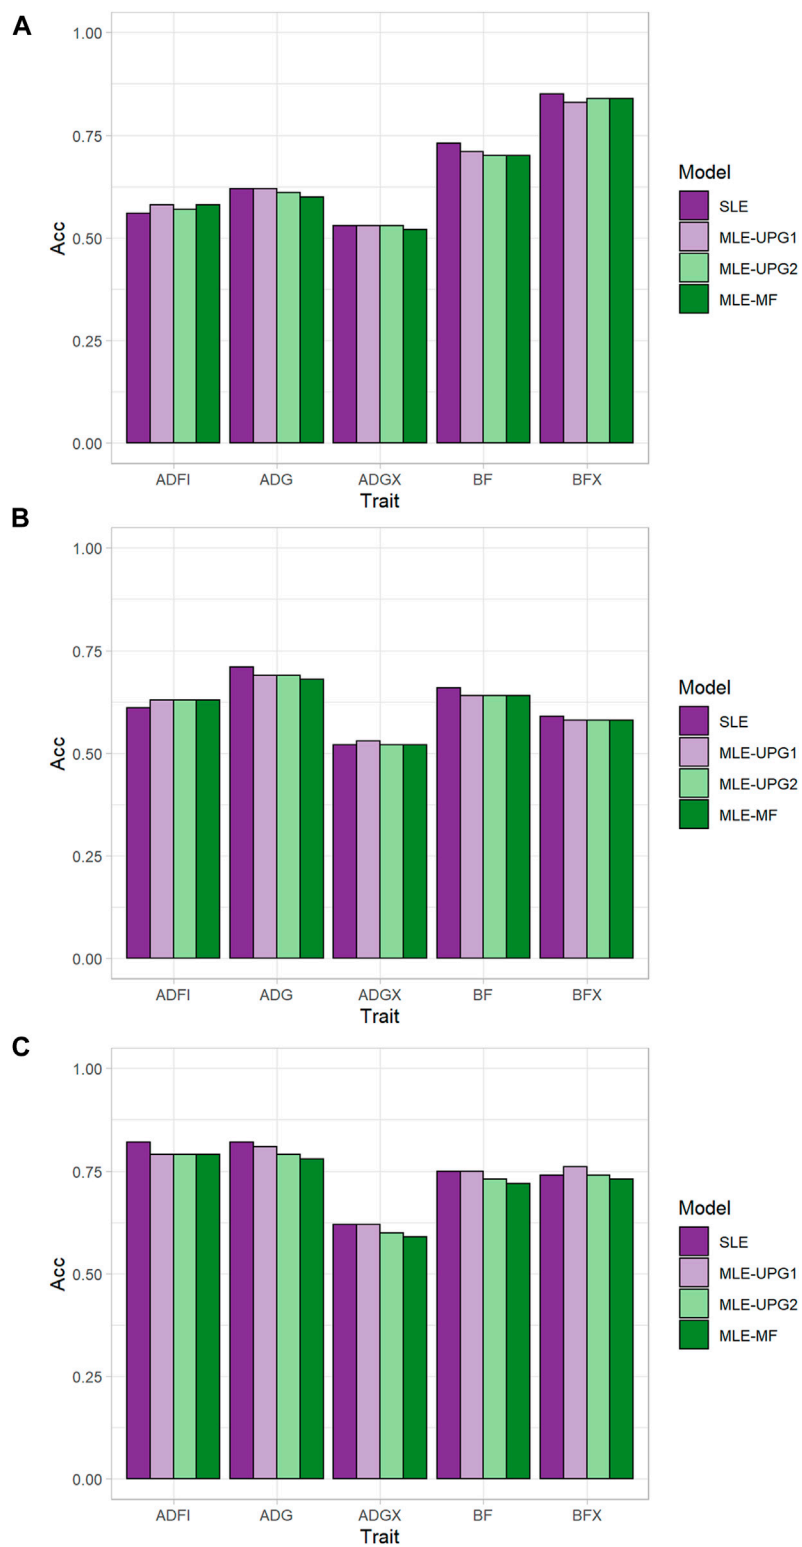 A
1.00
0.75
0.50
0.25
0.00
Acc
ADFI ADG ADGX BF BFX
Trait
Model
SLE
MLE-UPG1
MLE-UPG2
MLE-MF
B
1.00
0.75
0.50
0.25
0.00
Acc
ADFI ADG ADGX BF BFX
Trait
Model
SLE
MLE-UPG1
MLE-UPG2
MLE-MF
C
1.00
0.75
0.50
0.25
0.00
Acc
ADFI ADG ADGX BF BFX
Trait
Model
SLE
MLE-UPG1
MLE-UPG2
MLE-MF